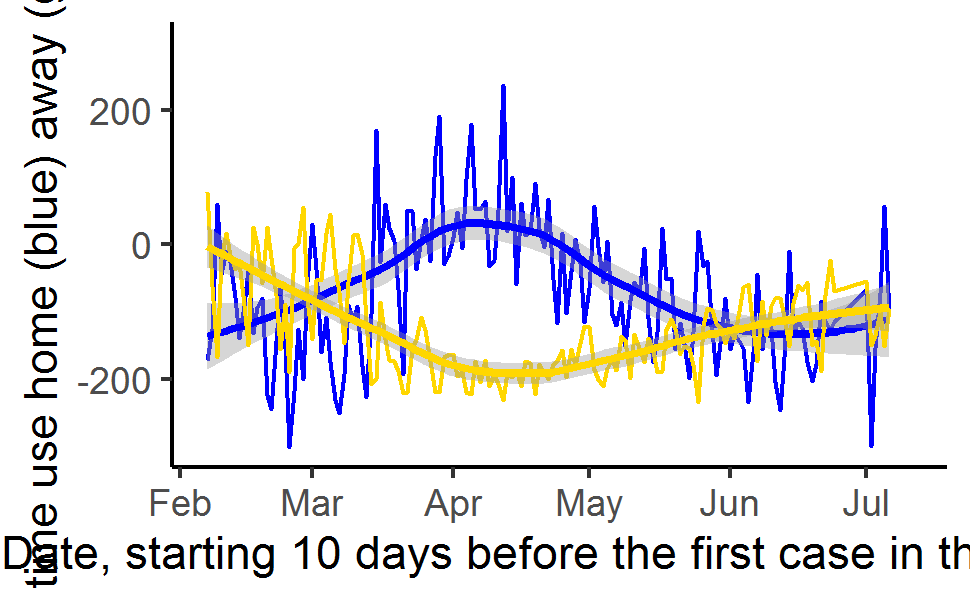 time use home (blue) away (
200
0
-200
Feb Mar Apr May Jun Jul
Date, starting 10 days before the first case in th